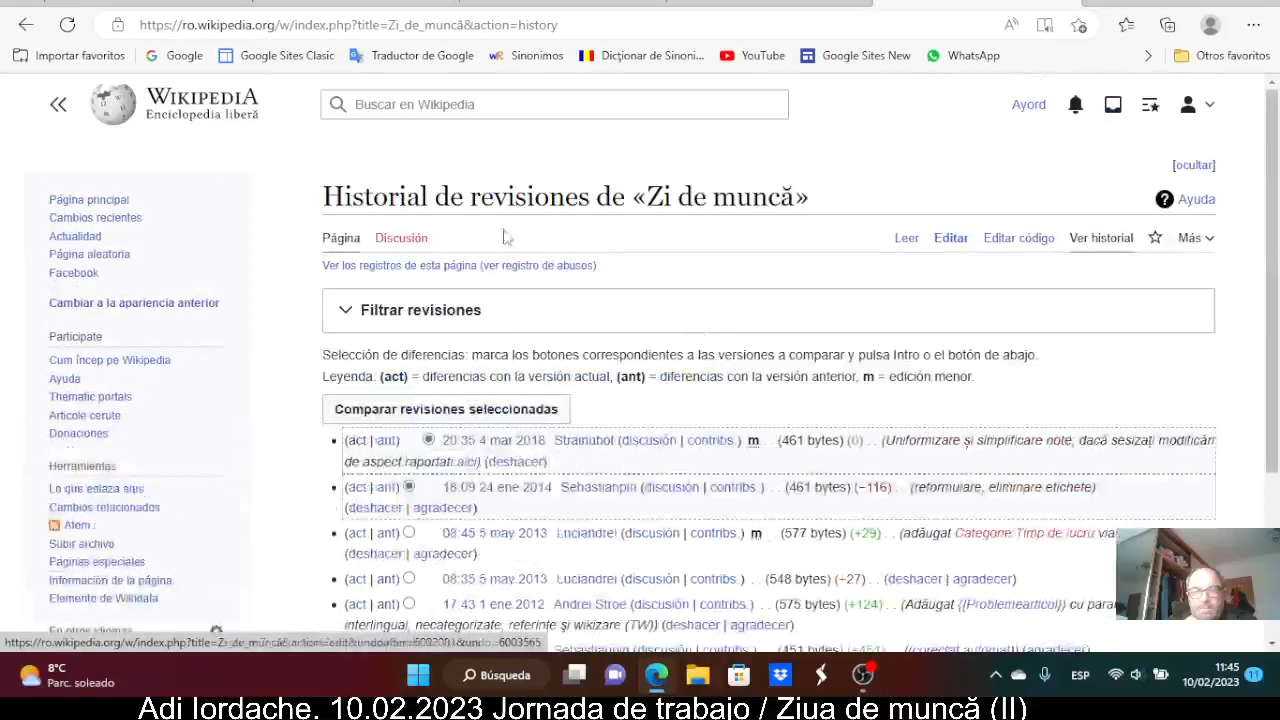 https://ro.wikipedia.org/w/index.php?title=Zi_de_muncă&action=history
Importar favoritos
Google
Google Sites Clasic
Traductor de Google
Sinonimos
Dicționar de Sinoni...
YouTube
Google Sites New
WhatsApp
Otros favoritos
WIKIPEDIA
Enciclopedia liberă
Buscar en Wikipedia
Ayord
[ocultar]
Historial de revisiones de «Zi de muncă»
Ayuda
Página Discusión Leer Editar Editar código Ver historial Más
Ver los registros de esta página (ver registro de abusos)
Filtrar revisiones
Selección de diferencias: marca los botones correspondientes a las versiones a comparar y pulsa Intro o el botón de abajo.
Leyenda: (act) = diferencias con la versión actual, (ant) = diferencias con la versión anterior, m = edición menor.
Comparar revisiones seleccionadas
(act | ant) 20:35 4 mar 2018 Strainubot (discusión | contribs.) m . . (461 bytes) (0) . . (Uniformizare și simplificare note; dacă sesizați modificări
de aspect raportați aici) (deshacer)
(act | ant) 18:09 24 ene 2014 Sebastianpin (discusión | contribs.) . . (461 bytes) (−116) . . (reformulare, eliminare etichete)
(deshacer | agradecer)
(act | ant) 08:45 5 may 2013 Luciandrei (discusión | contribs.) m . . (577 bytes) (+29) . . (adăugat Categorie:Timp de lucru via
(deshacer | agradecer)
(act | ant) 08:35 5 may 2013 Luciandrei (discusión | contribs.) . . (548 bytes) (+27) . . (deshacer | agradecer)
(act | ant) 17:43 1 ene 2012 Andrei Stroe (discusión | contribs.) . . (575 bytes) (+124) . . (Adăugat {{Problemearticol}} cu para
interlingual, necategorizate, referințe și wikizare (TW)) (deshacer | agradecer)
Página principal
Cambios recientes
Actualidad
Página aleatoria
Facebook
Cambiar a la apariencia anterior
Participate
Cum încep pe Wikipedia
Ayuda
Thematic portals
Articole cerute
Donaciones
Herramientas
Lo que enlaza aquí
Cambios relacionados
Atom
Subir archivo
Páginas especiales
Información de la página
Elemento de Wikidata
En otros idiomas
8°C
Parc. soleado
Búsqueda
ESP
11:45
10/02/2023
11
Adi Iordache. 10.02.2023 Jornada de trabajo / Ziua de muncă (II)